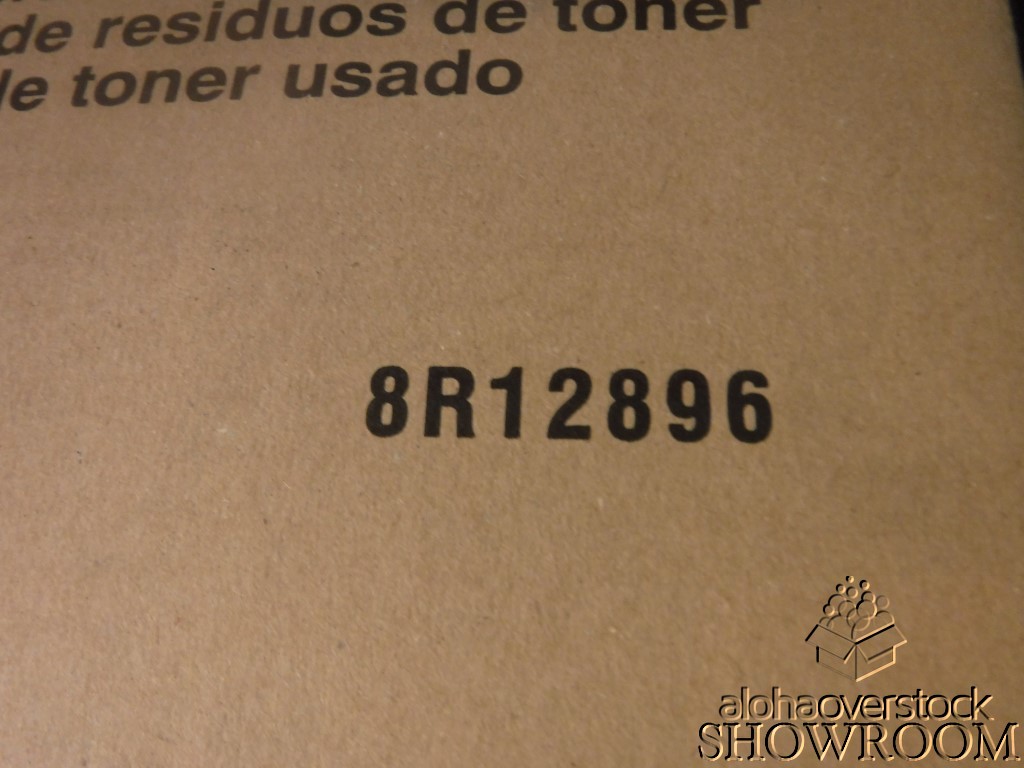 de residuos de toner
de toner usado
8R12896
alohaoverstock
SHOWROOM